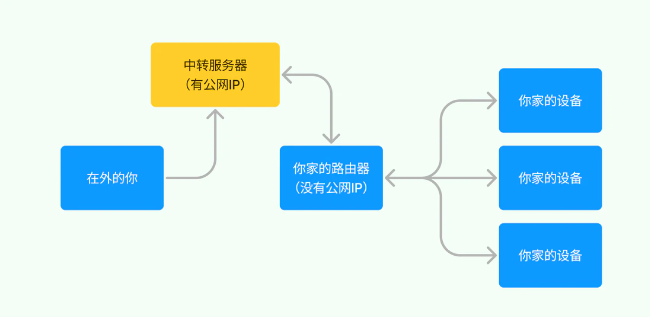 中转服务器
（有公网IP）
在外的你
你家的路由器
（没有公网IP）
你家的设备
你家的设备
你家的设备